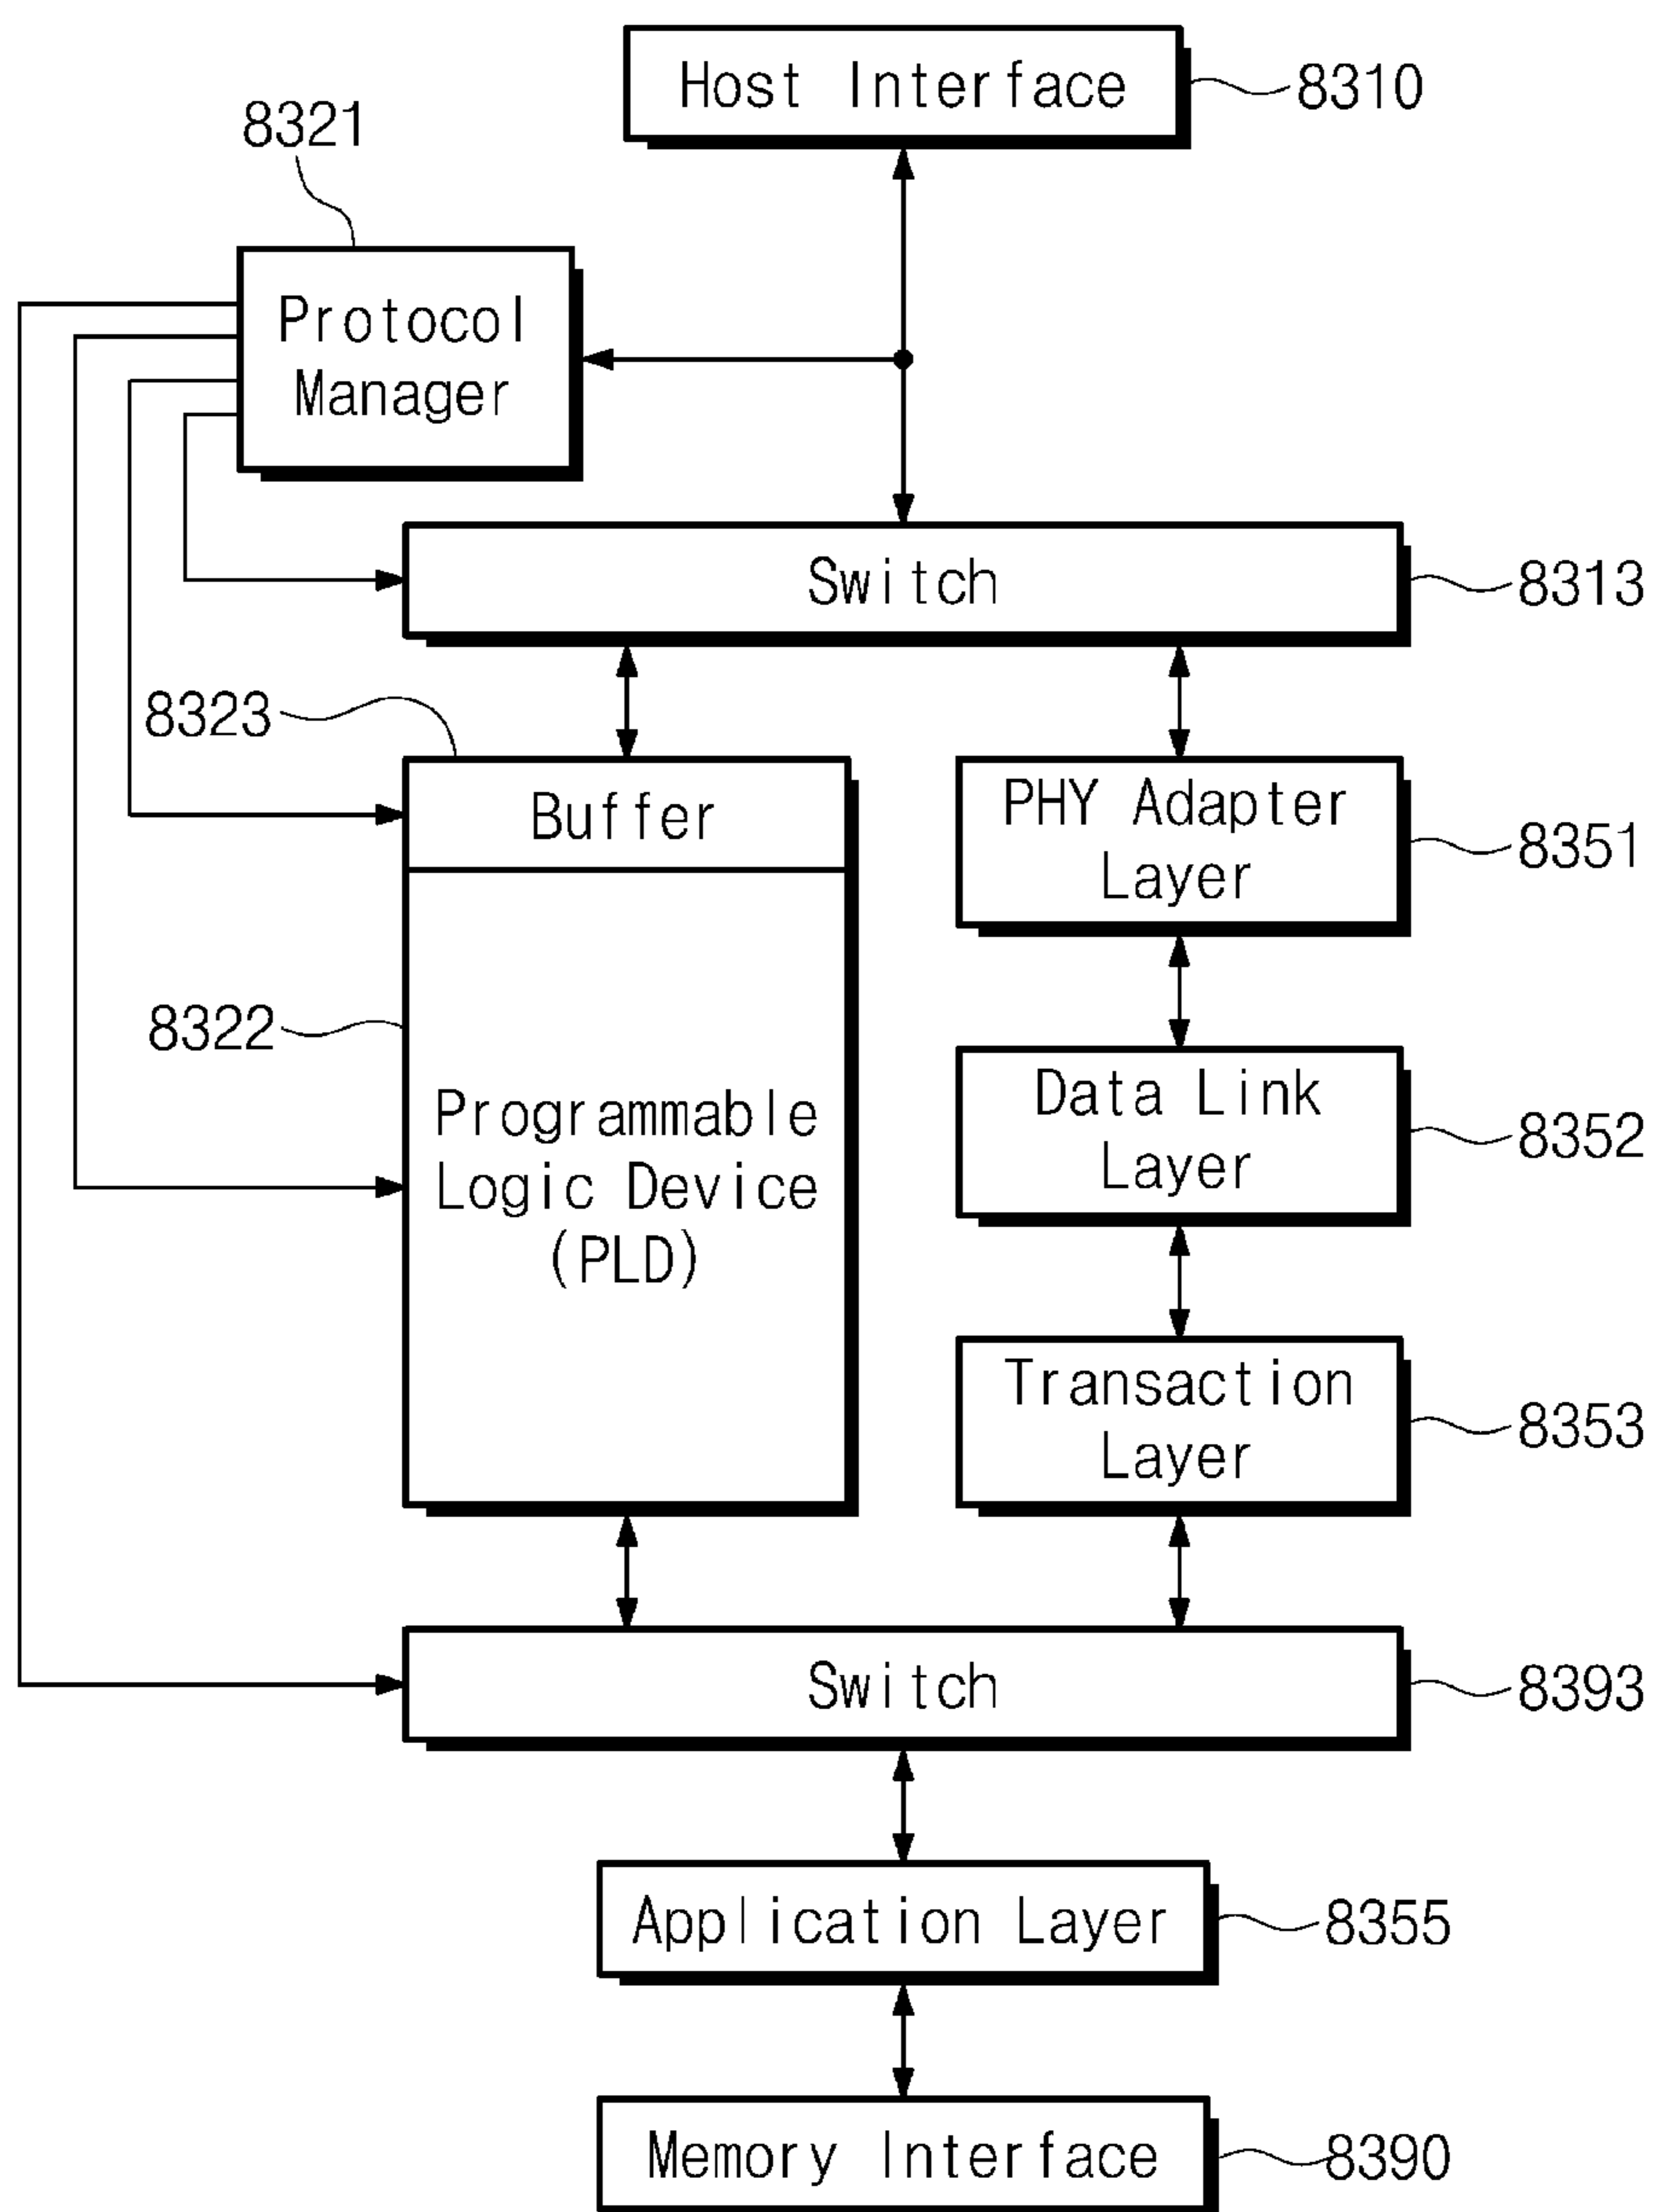 Host Interface
8310
8321
Protocol
Manager
Switch
8313
8323
Buffer
PHY Adapter
Layer
8351
8322
Programmable
Logic Device
(PLD)
Data Link
Layer
8352
Transaction
Layer
8353
Switch
8393
Application Layer
8355
Memory Interface
8390